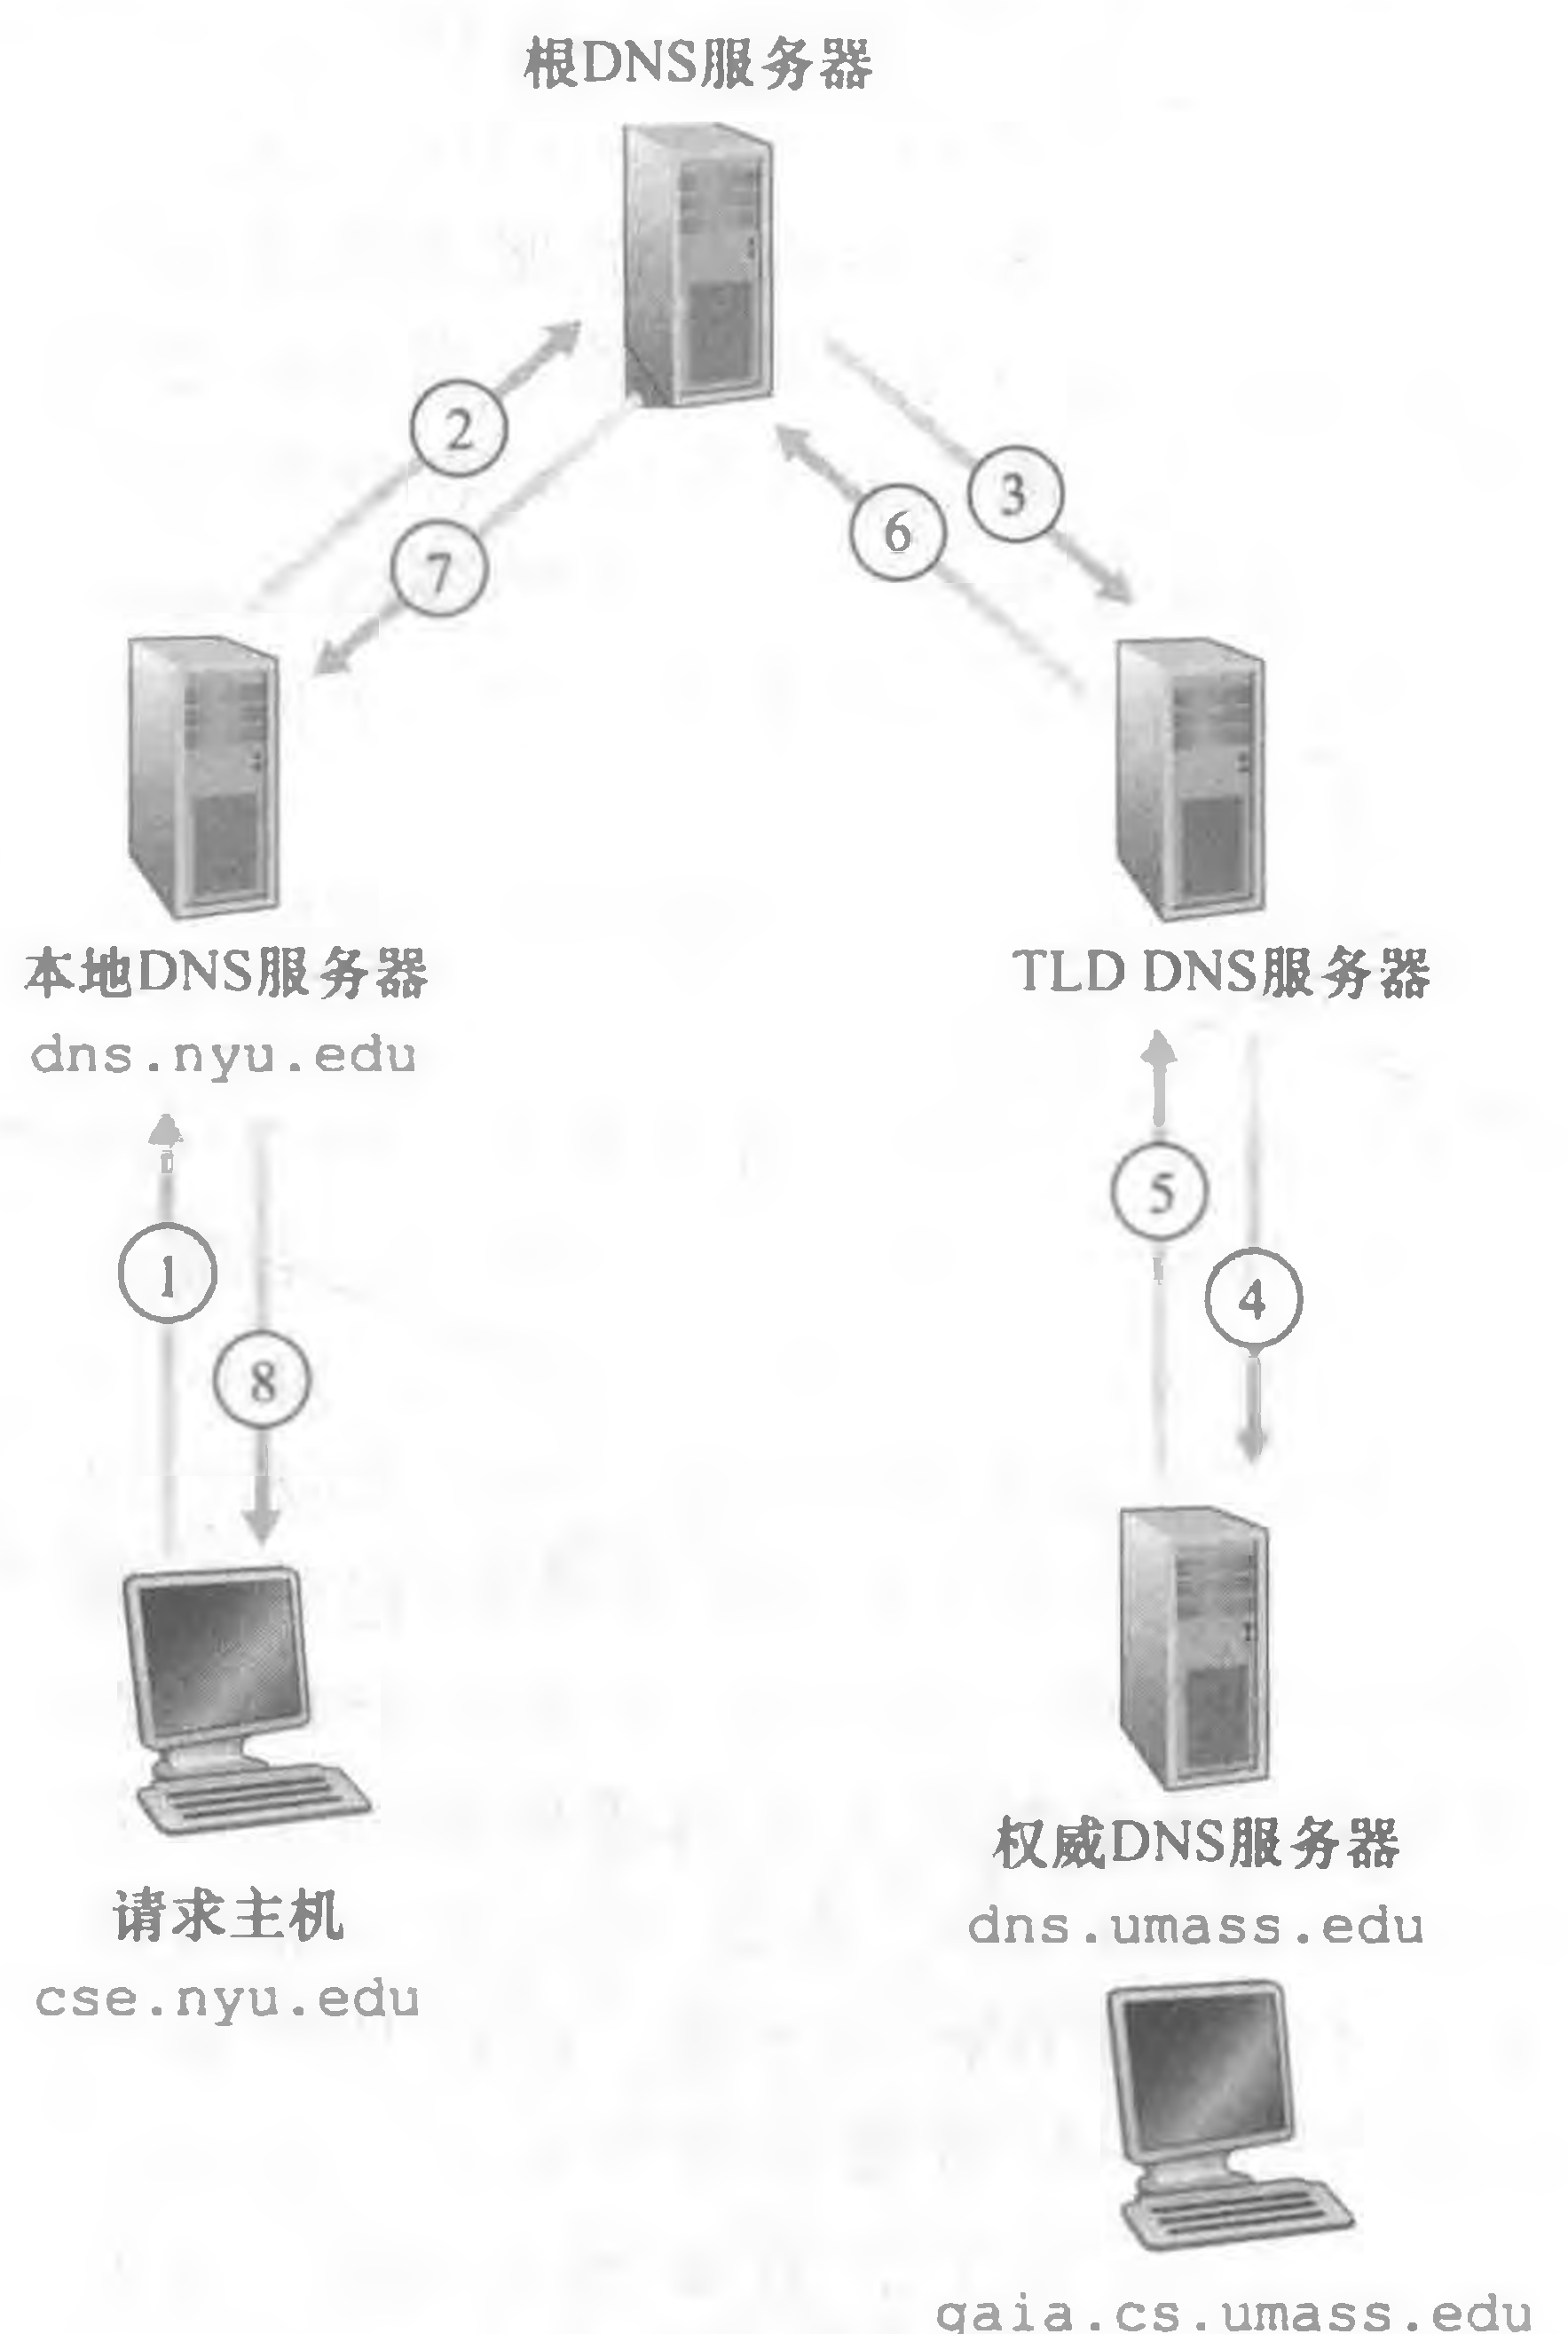 根DNS服务器
2
3
6
7
本地DNS服务器
dns.nyu.edu
TLD DNS服务器
5
1
4
8
权威DNS服务器
dns.umass.edu
请求主机
cse.nyu.edu
gaia.cs.umass.edu